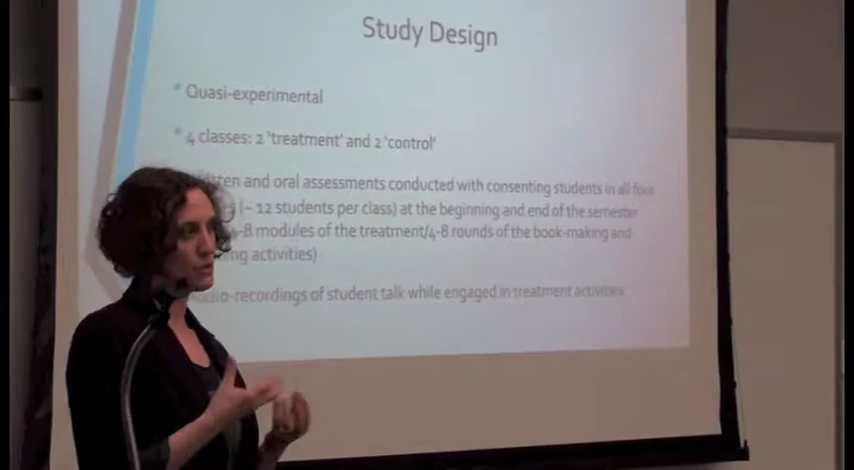 Study Design
Quasi-experimental
4 classes: 2 'treatment' and 2 'control'
and oral assessments conducted with consenting students in all four
(~ 12 students per class) at the beginning and end of the semester
4-8 modules of the treatment/4-8 rounds of the book-making and
activities)
Audio-recordings of student talk while engaged in treatment activities